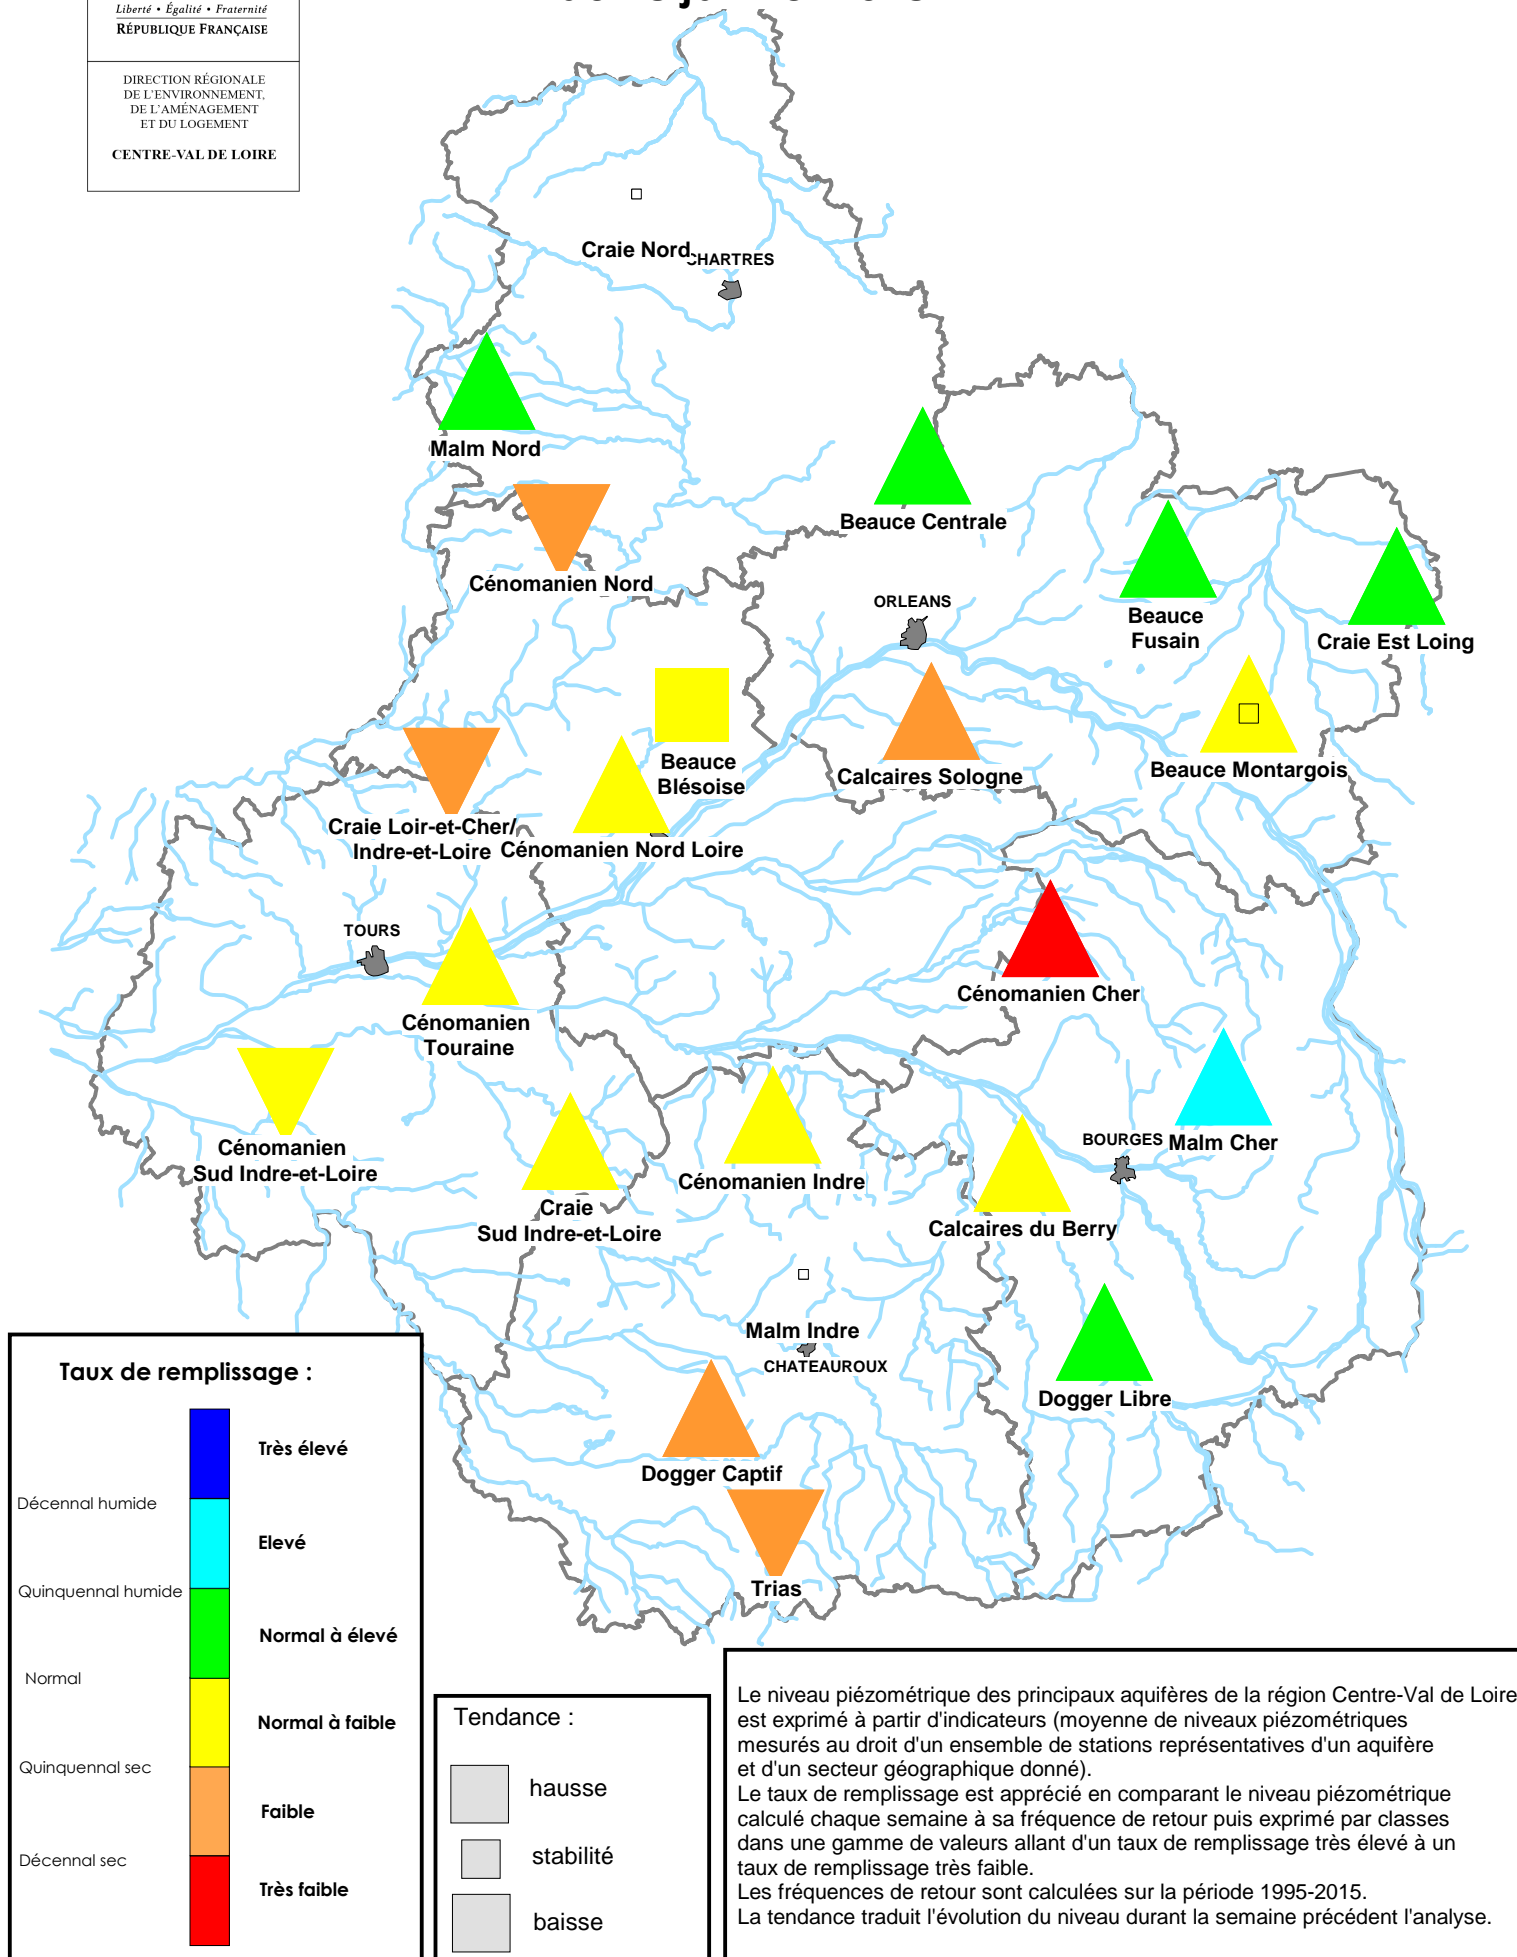 Liberté • Égalité • Fraternité
RÉPUBLIQUE FRANÇAISE
DIRECTION RÉGIONALE
DE L'ENVIRONNEMENT,
DE L'AMÉNAGEMENT
ET DU LOGEMENT
CENTRE-VAL DE LOIRE
Craie Nord
CHARTRES
Malm Nord
Beauce Centrale
Cénomanien Nord
ORLEANS
Beauce
Fusain
Craie Est Loing
Beauce
Blésoise
Calcaires Sologne
Beauce Montargois
Craie Loir-et-Cher/
Indre-et-Loire
Cénomanien Nord Loire
TOURS
Cénomanien Cher
Cénomanien
Touraine
Cénomanien
Sud Indre-et-Loire
BOURGES
Malm Cher
Cénomanien Indre
Craie
Sud Indre-et-Loire
Calcaires du Berry
Malm Indre
CHATEAUROUX
Dogger Libre
Dogger Captif
Trias
Taux de remplissage :
Très élevé
Décennal humide
Elevé
Quinquennal humide
Normal à élevé
Normal
Normal à faible
Quinquennal sec
Faible
Décennal sec
Très faible
Tendance :
hausse
stabilité
baisse
Le niveau piézométrique des principaux aquifères de la région Centre-Val de Loire
est exprimé à partir d'indicateurs (moyenne de niveaux piézométriques
mesurés au droit d'un ensemble de stations représentatives d'un aquifère
et d'un secteur géographique donné).
Le taux de remplissage est apprécié en comparant le niveau piézométrique
calculé chaque semaine à sa fréquence de retour puis exprimé par classes
dans une gamme de valeurs allant d'un taux de remplissage très élevé à un
taux de remplissage très faible.
Les fréquences de retour sont calculées sur la période 1995-2015.
La tendance traduit l'évolution du niveau durant la semaine précédent l'analyse.